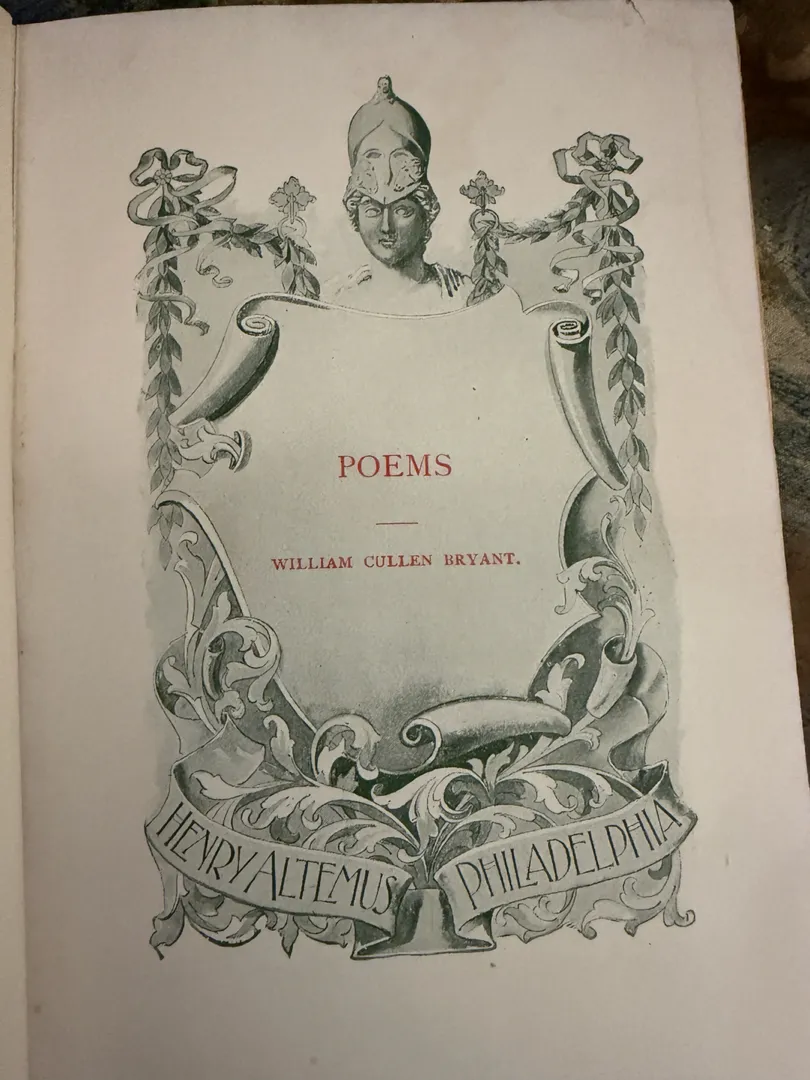 POEMS
WILLIAM CULLEN BRYANT.
HENRY ALTEMUS
PHILADELPHIA